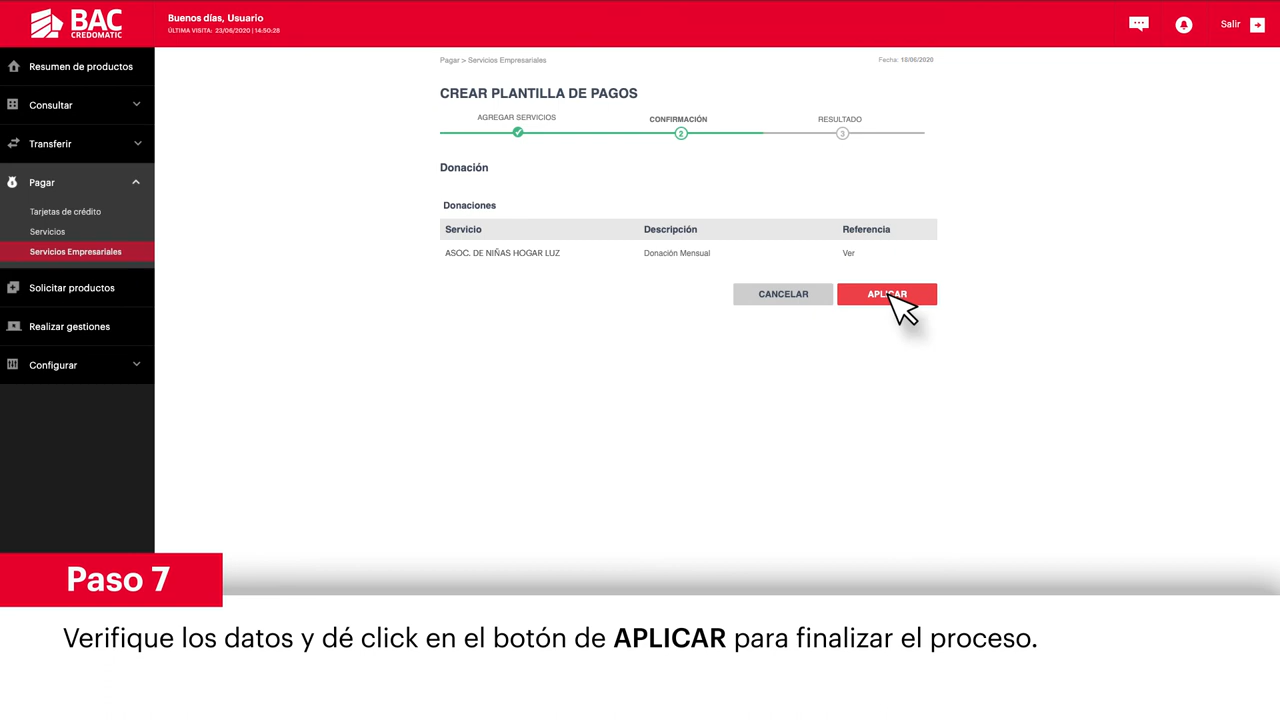 BAC
CREDOMATIC
Buenos días, Usuario
ÚLTIMA VISITA: 23/06/2020 | 14:50:28
Salir
Resumen de productos
Consultar
Transferir
Pagar
Tarjetas de crédito
Servicios
Servicios Empresariales
Solicitar productos
Realizar gestiones
Configurar
Pagar > Servicios Empresariales
Fecha: 18/06/2020
CREAR PLANTILLA DE PAGOS
AGREGAR SERVICIOS CONFIRMACIÓN RESULTADO
2 3
Donación
Donaciones
Servicio Descripción Referencia
ASOC. DE NIÑAS HOGAR LUZ Donación Mensual Ver
CANCELAR APLICAR
Paso 7
Verifique los datos y dé click en el botón de APLICAR para finalizar el proceso.